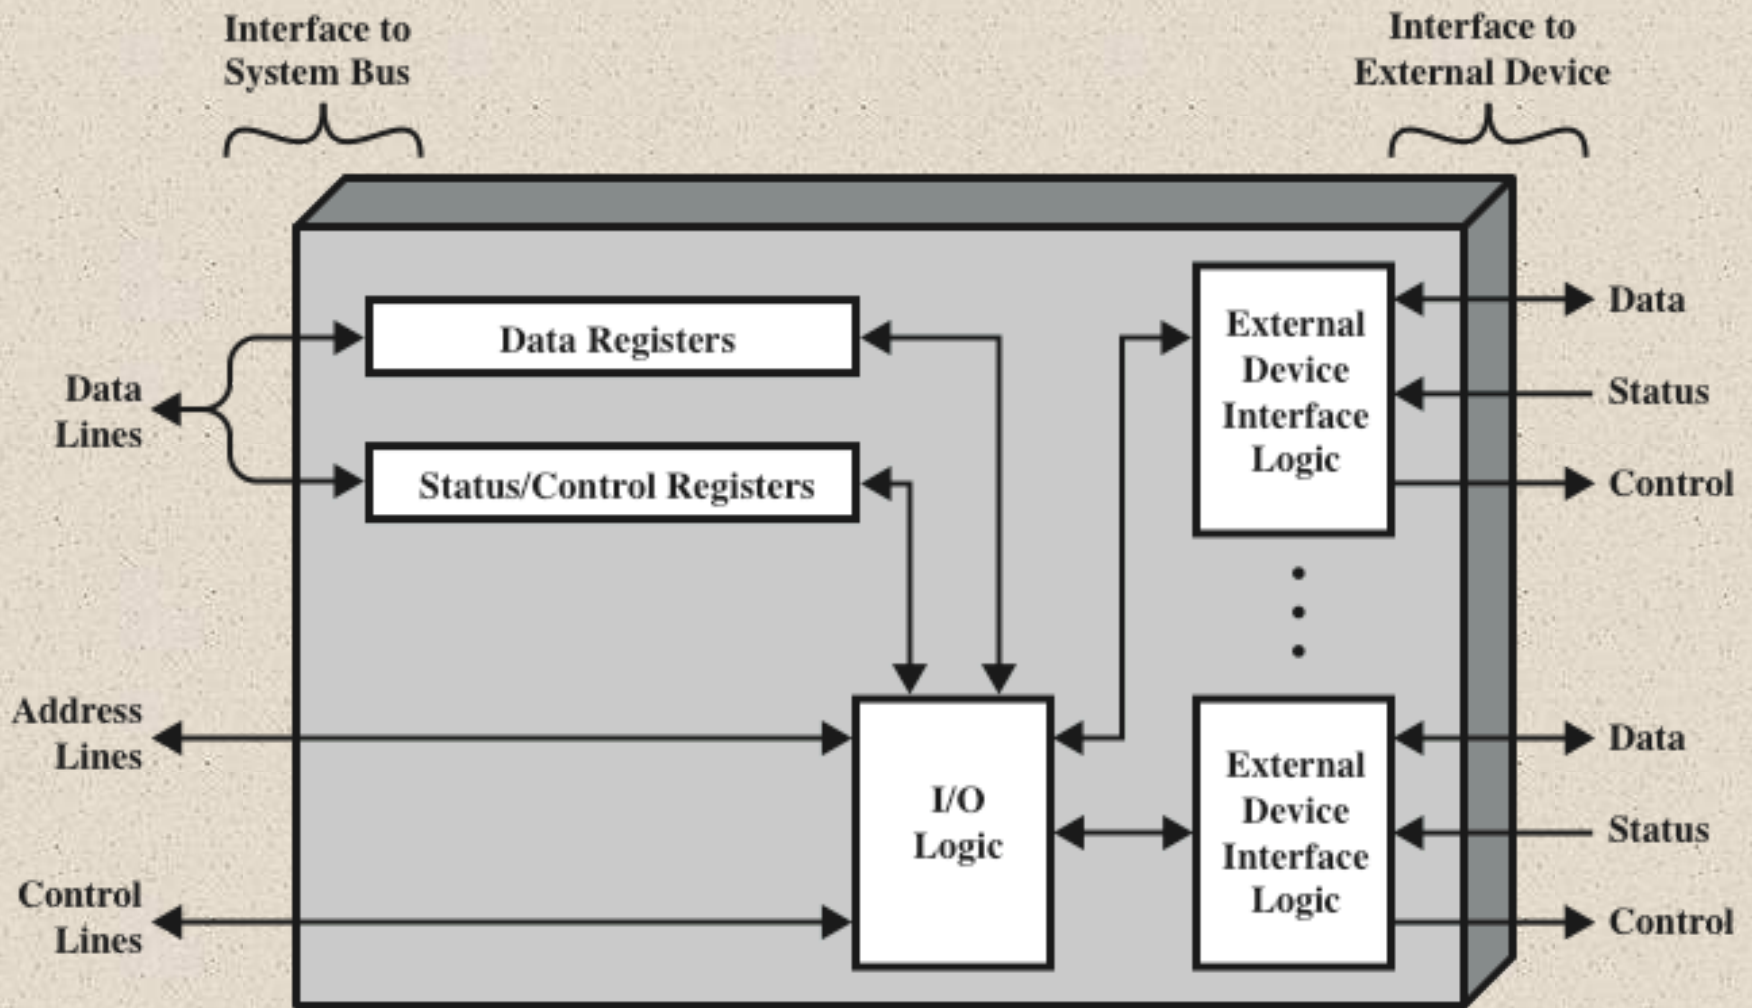 Interface to
System Bus
Interface to
External Device
Data Registers
Status/Control Registers
Data
Lines
Address
Lines
Control
Lines
I/O
Logic
External
Device
Interface
Logic
Data
Status
Control
External
Device
Interface
Logic
Data
Status
Control